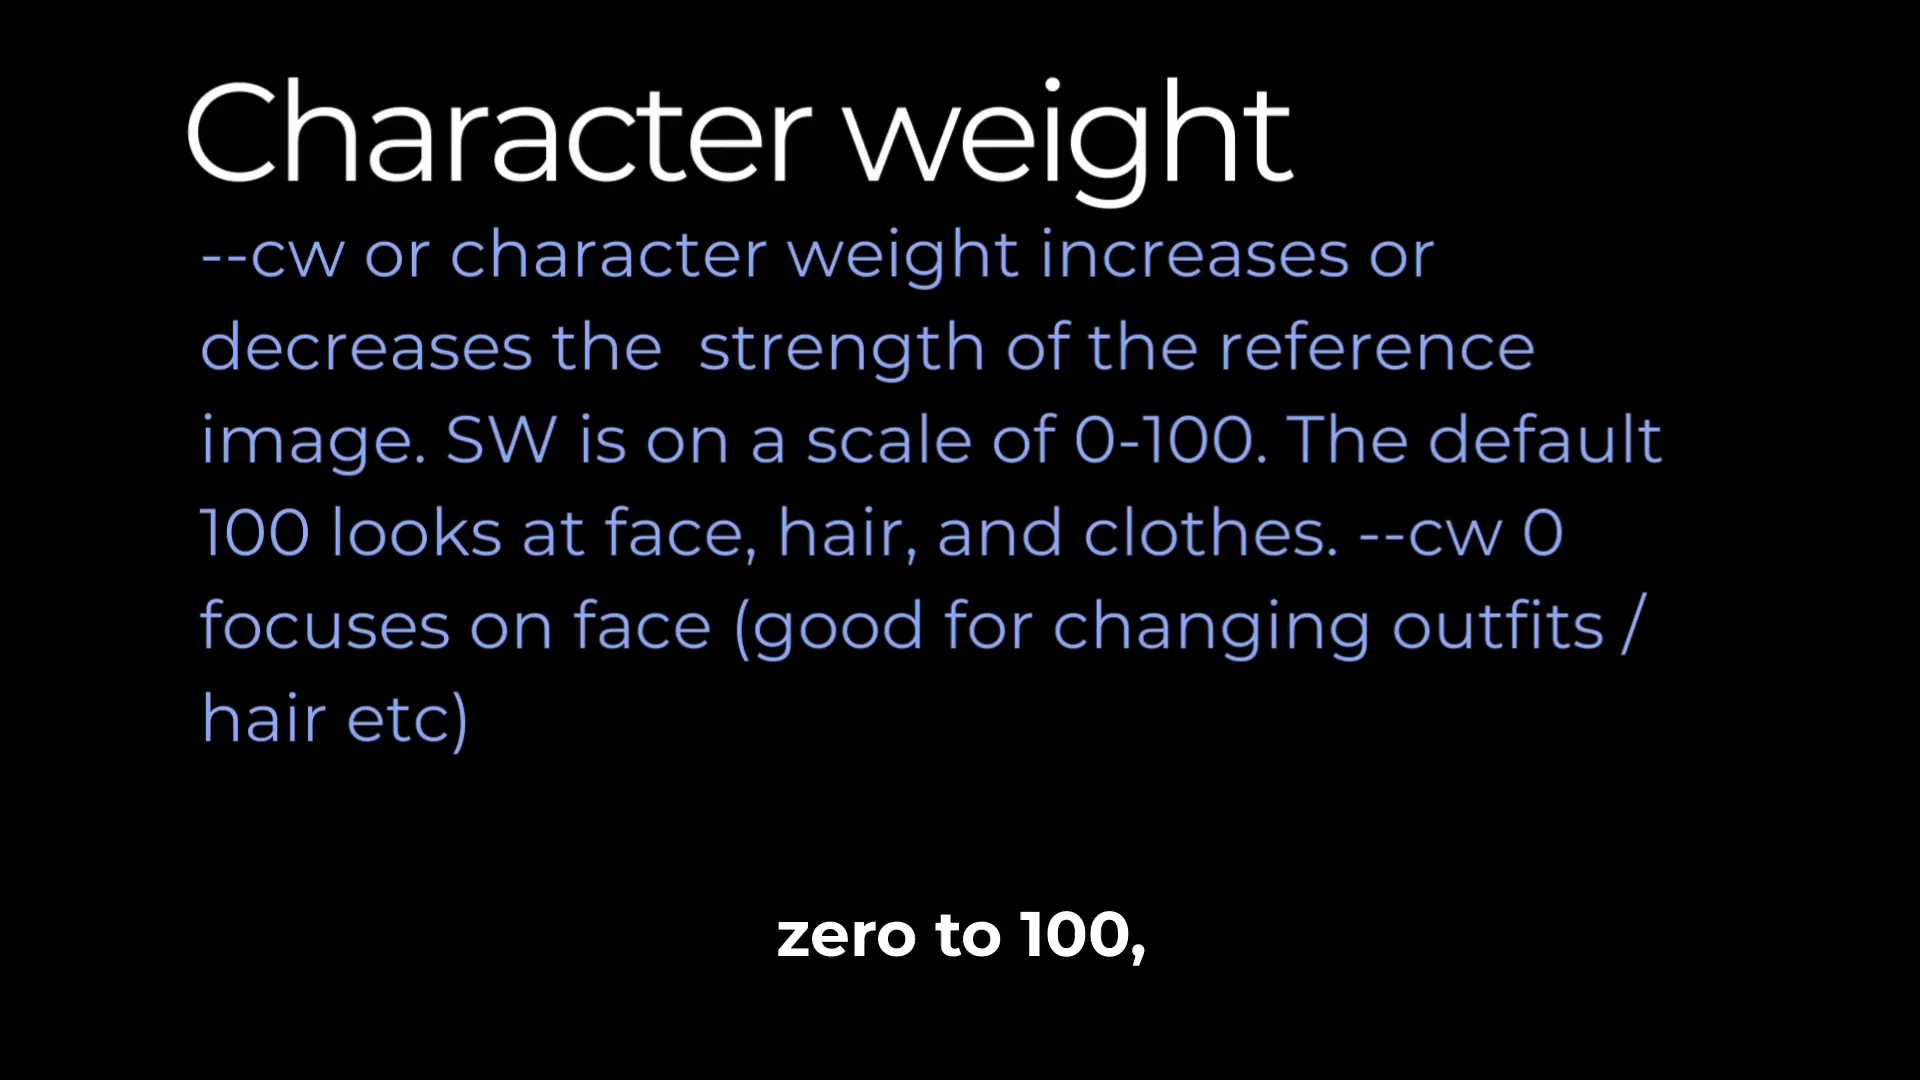 Character weight
--cw or character weight increases or
decreases the  strength of the reference
image. SW is on a scale of 0-100. The default
100 looks at face, hair, and clothes. --cw 0
focuses on face (good for changing outfits /
hair etc)
zero to 100,